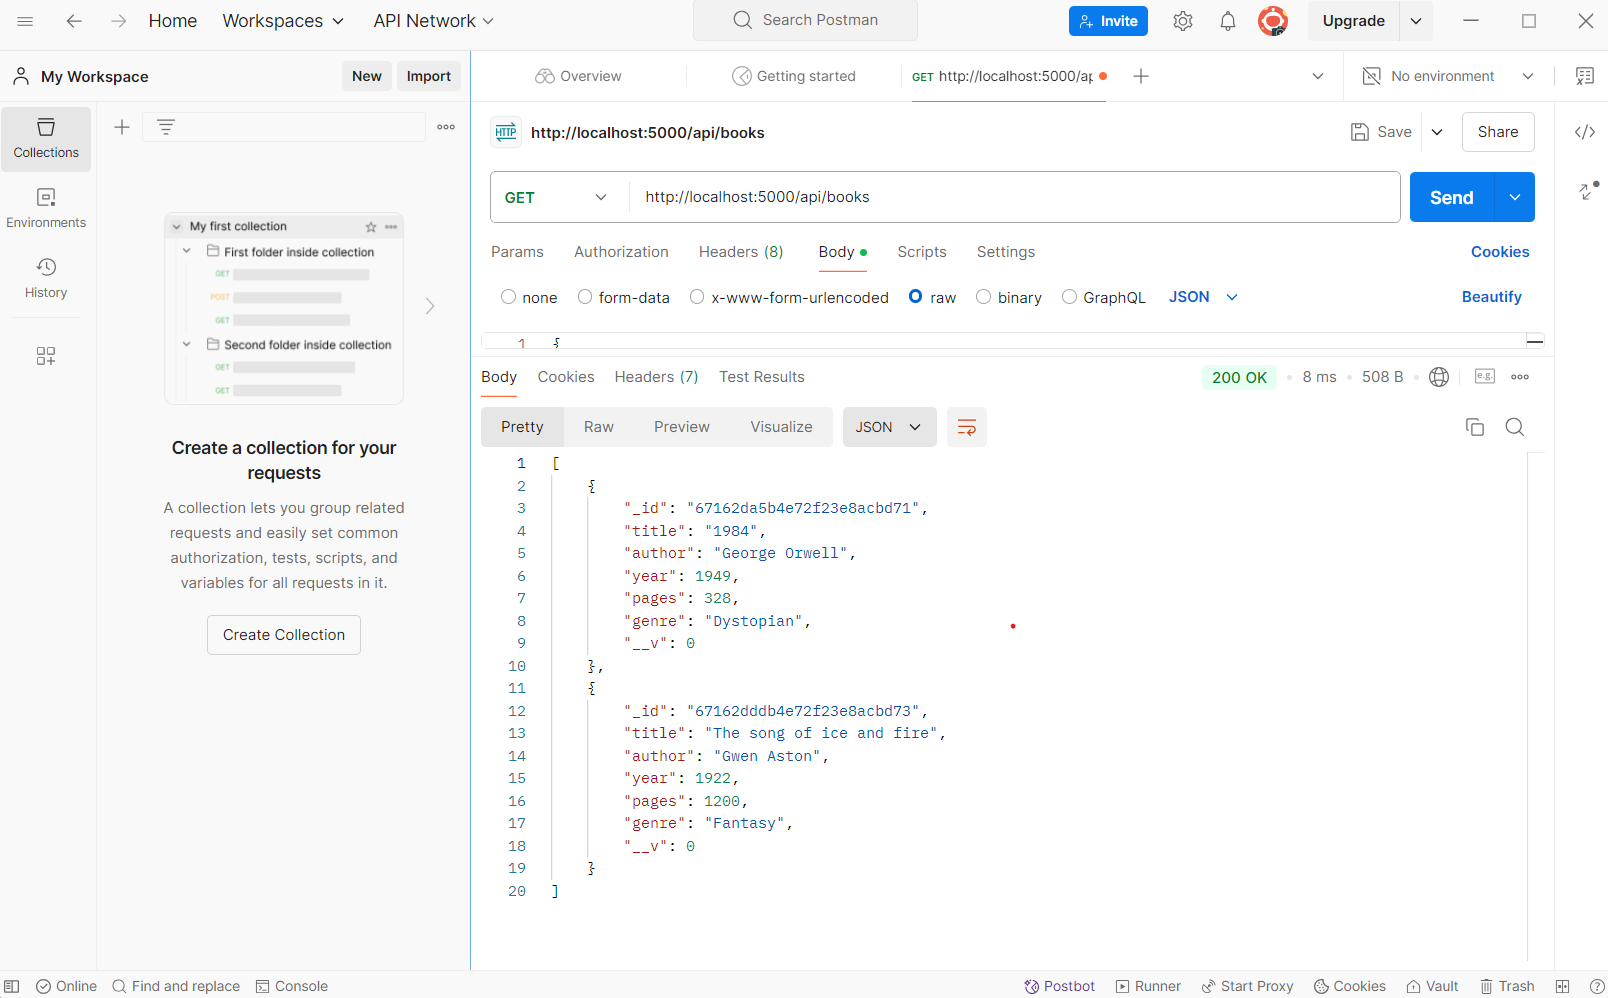 Home Workspaces API Network Search Postman Invite Upgrade
My Workspace New Import Overview Getting started GET http://localhost:5000/ap No environment
Collections
Environments
History
My first collection
First folder inside collection
GET
POST
GET
Second folder inside collection
GET
GET
Create a collection for your
requests
A collection lets you group related
requests and easily set common
authorization, tests, scripts, and
variables for all requests in it.
Create Collection
HTTP http://localhost:5000/api/books Save Share
GET http://localhost:5000/api/books Send
Params Authorization Headers (8) Body Scripts Settings Cookies
none form-data x-www-form-urlencoded raw binary GraphQL JSON Beautify
1 {
Body Cookies Headers (7) Test Results 200 OK 8 ms 508 B e.g.
Pretty Raw Preview Visualize JSON
1 [
2 {
3 "_id": "67162da5b4e72f23e8acbd71",
4 "title": "1984",
5 "author": "George Orwell",
6 "year": 1949,
7 "pages": 328,
8 "genre": "Dystopian",
9 "__v": 0
10 },
11 {
12 "_id": "67162dddb4e72f23e8acbd73",
13 "title": "The song of ice and fire",
14 "author": "Gwen Aston",
15 "year": 1922,
16 "pages": 1200,
17 "genre": "Fantasy",
18 "__v": 0
19 }
20 ]
Online Find and replace Console Postbot Runner Start Proxy Cookies Vault Trash